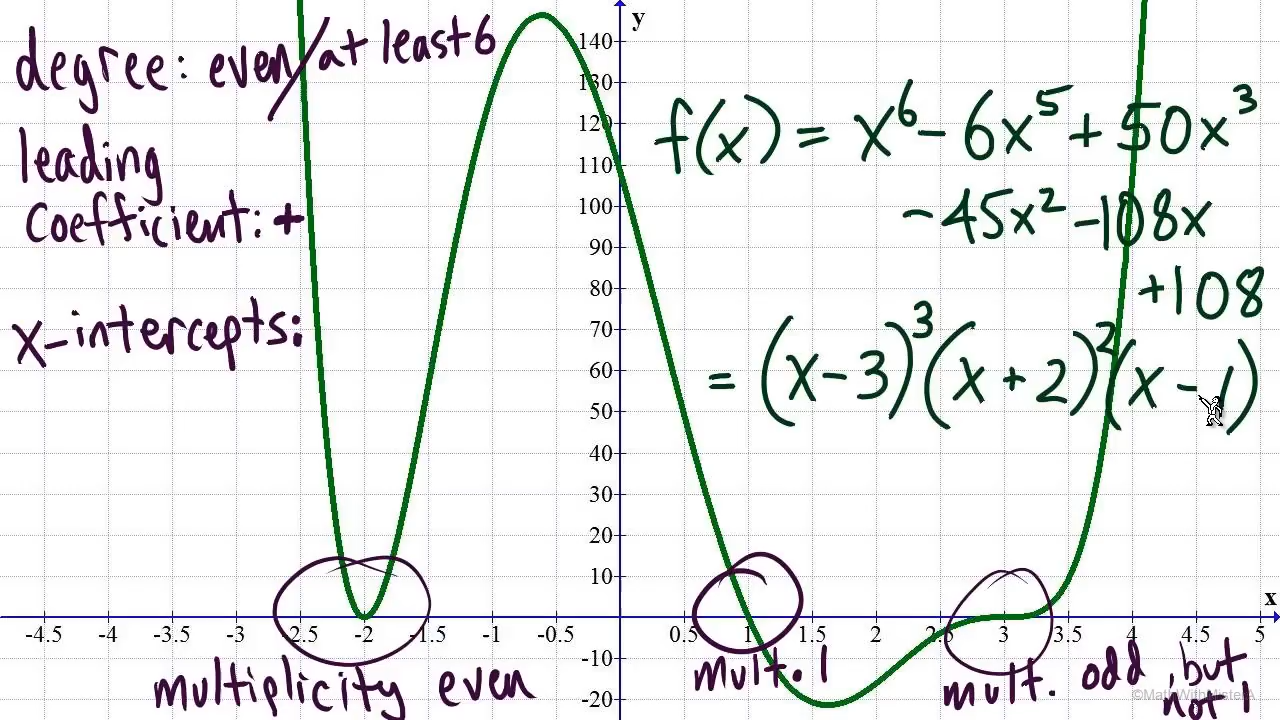 degree: even/at least 6
leading
coefficient: +
x-intercepts:
f(x) = x⁶ - 6x⁵ + 50x³
- 45x² - 108x
+ 108
= (x - 3)³(x + 2)²(x - 1)
y
140
130
120
110
100
90
80
70
60
50
40
30
20
10
x
-4.5 -4 -3.5 -3 -2.5 -2 -1.5 -1 -0.5 0.5 1 1.5 2 2.5 3 3.5 4 4.5 5
-10
-20
multiplicity even
mult. 1
mult. odd, but
not 1
©MathWithMisterA